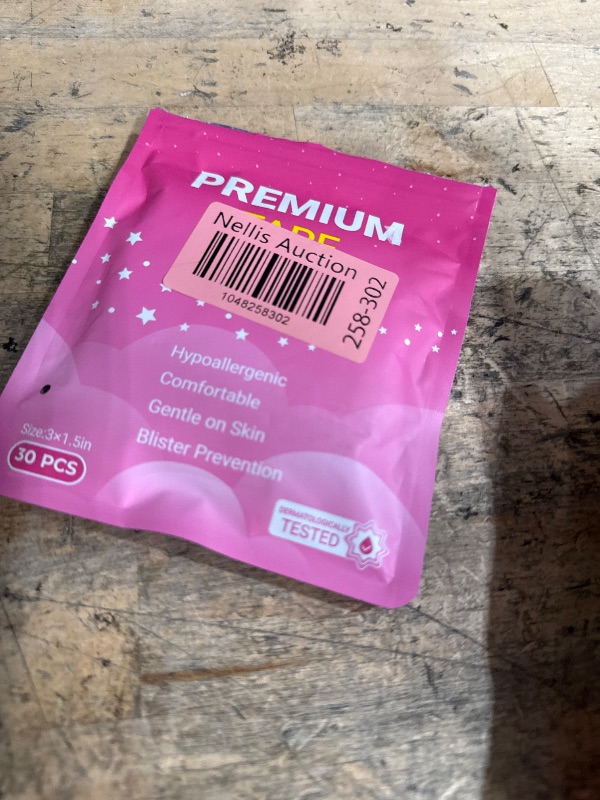 PREMIUM
TAPE
Nellis Auction
1048258302
258-302
Hypoallergenic
Comfortable
Gentle on Skin
Blister Prevention
Size:3×1.5in
30 PCS
DERMATOLOGICALLY
TESTED